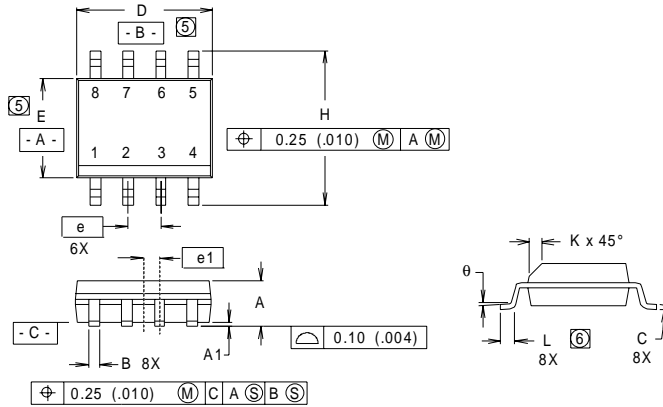 D
- B - ⑤
8 7 6 5
⑤ E
- A -
H
1 2 3 4
⌖ 0.25 (.010) Ⓜ A Ⓜ
e
6X
e1
K x 45°
θ
A
- C -
A1
⌓ 0.10 (.004)
B 8X
L ⑥
8X
C
8X
⌖ 0.25 (.010) Ⓜ C A Ⓢ B Ⓢ